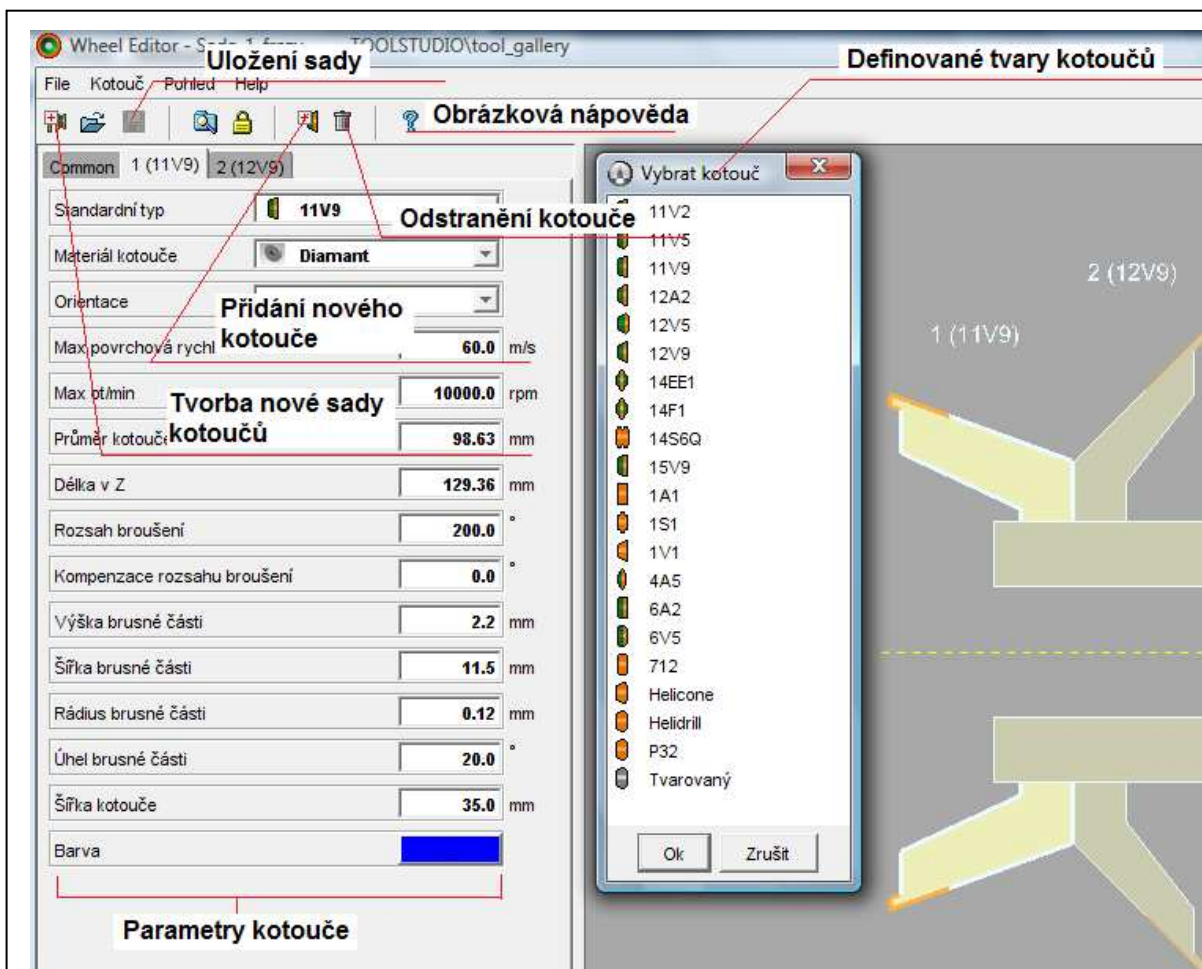 Wheel Editor - Sada 1 frezy TOOLSTUDIO\tool_gallery
Uložení sady
Definované tvary kotoučů
File Kotouč Pohled Help
Obrázková nápověda
Common 1 (11V9) 2 (12V9)
Standardní typ 11V9
Odstranění kotouče
Materiál kotouče Diamant
Orientace
Přidání nového
kotouče
Max povrchová rychl 60.0 m/s
Max ot/min 10000.0 rpm
Tvorba nové sady
kotoučů
Průměr kotouče 98.63 mm
Délka v Z 129.36 mm
Rozsah broušení 200.0 °
Kompenzace rozsahu broušení 0.0 °
Výška brusné části 2.2 mm
Šířka brusné části 11.5 mm
Rádius brusné části 0.12 mm
Úhel brusné části 20.0 °
Šířka kotouče 35.0 mm
Barva
Parametry kotouče
Vybrat kotouč
11V2
11V5
11V9
12A2
12V5
12V9
14EE1
14F1
14S6Q
15V9
1A1
1S1
1V1
4A5
6A2
6V5
712
Helicone
Helidrill
P32
Tvarovaný
Ok Zrušit
2 (12V9)
1 (11V9)